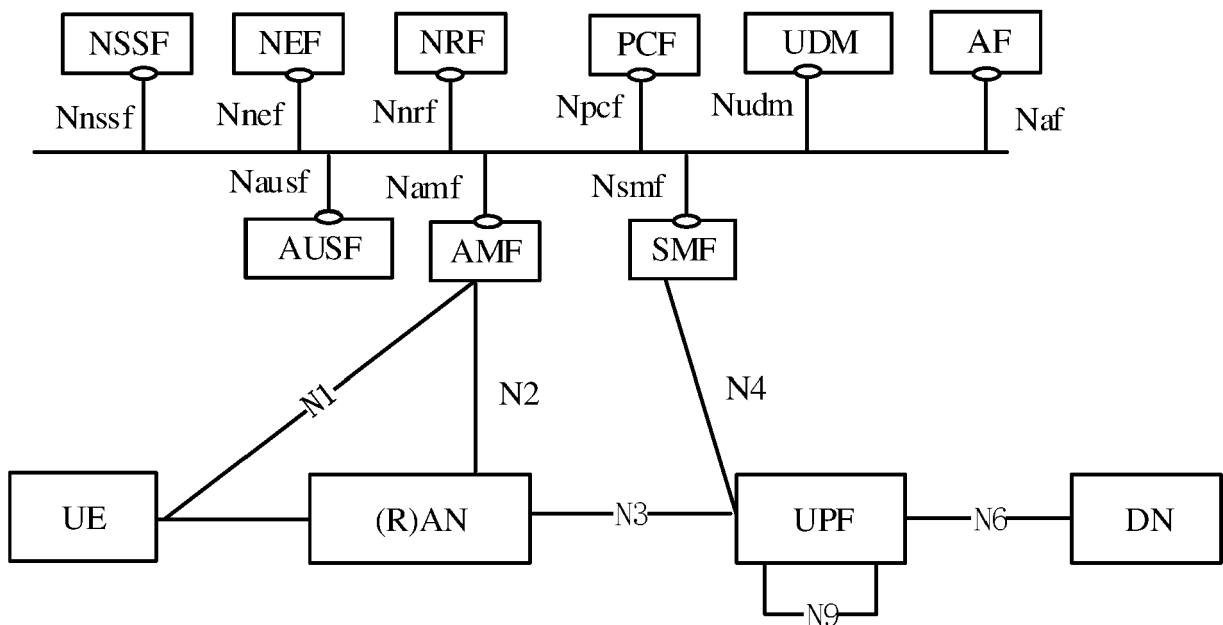 NSSF NEF NRF PCF UDM AF
Nnssf Nnef Nnrf Npcf Nudm Naf
Nausf Namf Nsmf
AUSF AMF SMF
N1 N2 N4
UE (R)AN N3 UPF N6 DN
N9